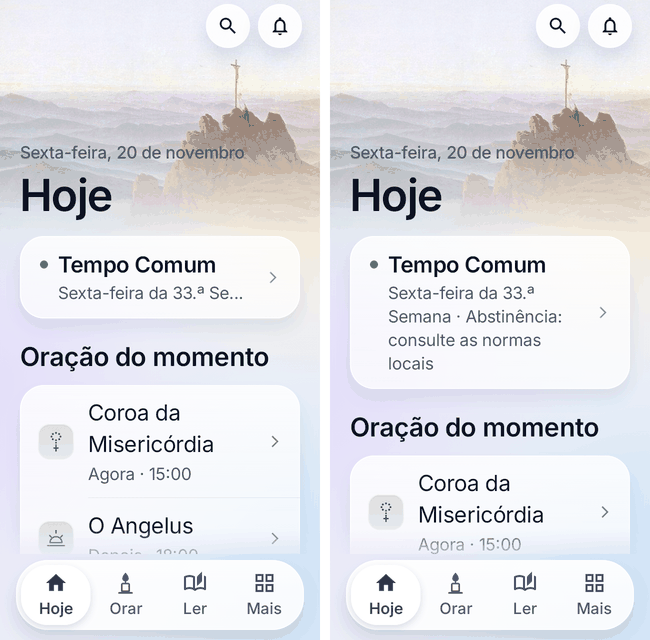 Sexta-feira, 20 de novembro
Hoje
Tempo Comum
Sexta-feira da 33.ª Se...
Oração do momento
Coroa da
Misericórdia
Agora · 15:00
O Angelus
Depois · 18:00
Hoje
Orar
Ler
Mais
Sexta-feira, 20 de novembro
Hoje
Tempo Comum
Sexta-feira da 33.ª
Semana · Abstinência:
consulte as normas
locais
Oração do momento
Coroa da
Misericórdia
Agora · 15:00
Hoje
Orar
Ler
Mais